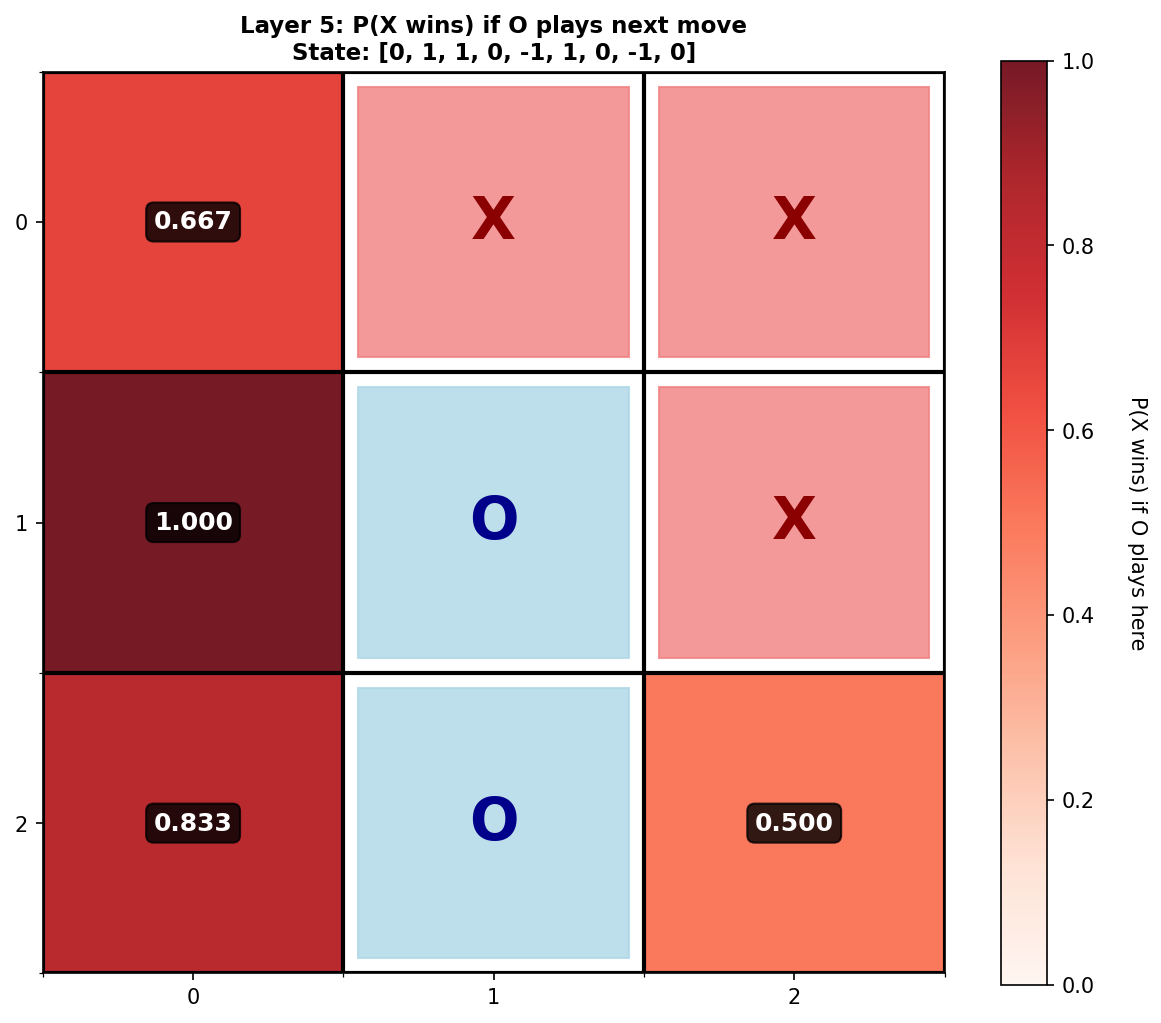 Layer 5: P(X wins) if O plays next move
State: [0, 1, 1, 0, -1, 1, 0, -1, 0]
0
0.667
X
X
1
1.000
O
X
2
0.833
O
0.500
0
1
2
1.0
0.8
0.6
0.4
0.2
0.0
P(X wins) if O plays here